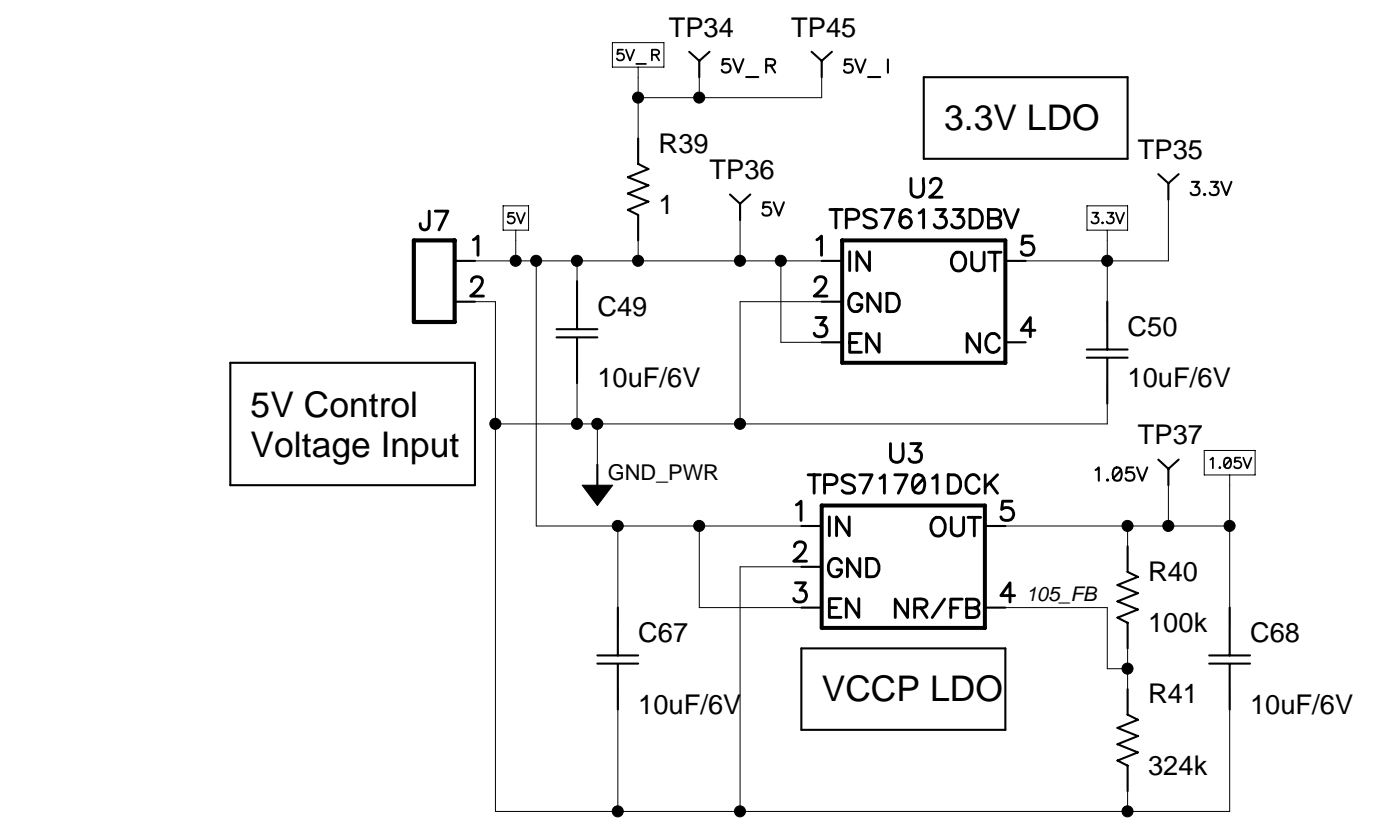 TP34
TP45
5V_R
5V_R
5V_I
3.3V LDO
R39
1
TP36
5V
TP35
3.3V
U2
TPS76133DBV
J7
1
2
5V
3.3V
1
IN
OUT
5
2
GND
3
EN
NC
4
C49
10uF/6V
C50
10uF/6V
5V Control
Voltage Input
GND_PWR
TP37
1.05V
1.05V
U3
TPS71701DCK
1
IN
OUT
5
2
GND
3
EN
NR/FB
4
105_FB
R40
100k
C67
10uF/6V
VCCP LDO
C68
10uF/6V
R41
324k